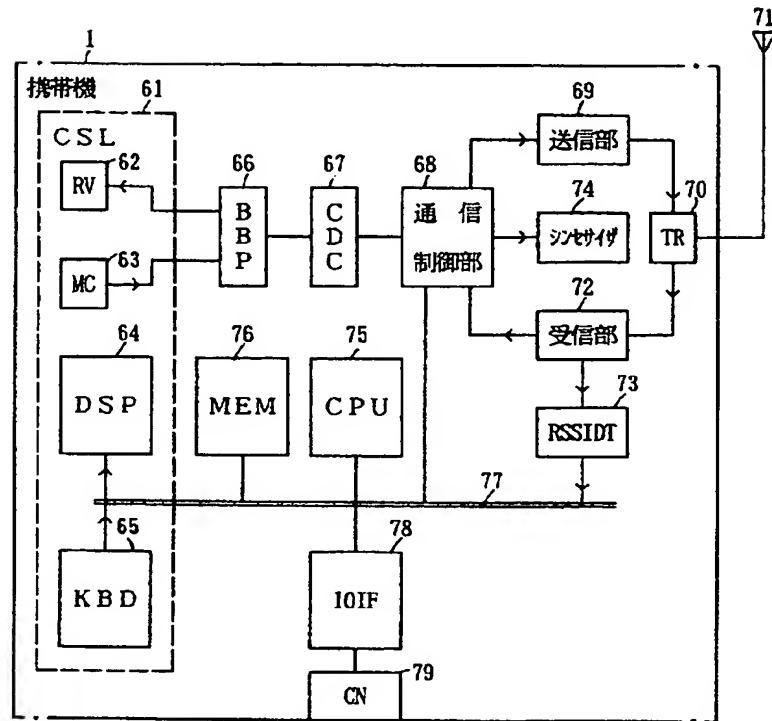 71
1
携帯機
61
CSL
62
RV
63
MC
64
DSP
65
KBD
66
BBP
67
CDC
68
通信
制御部
69
送信部
70
TR
74
シンセサイザ
72
受信部
73
RSSIDT
76
MEM
75
CPU
77
78
IOIF
79
CN